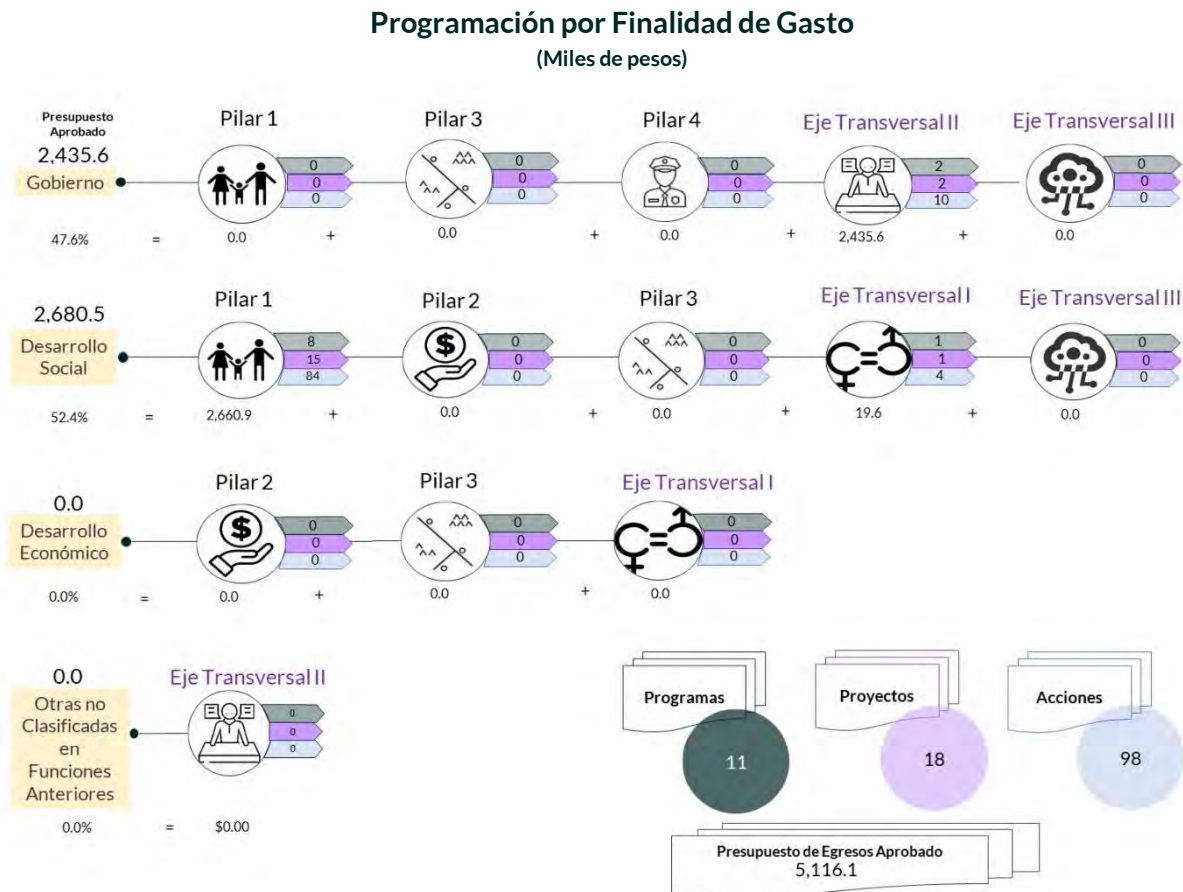 Programación por Finalidad de Gasto
(Miles de pesos)
Presupuesto
Aprobado
2,435.6
Gobierno
47.6%
=
Pilar 1
0
0
0
0.0
+
Pilar 3
0
0
0
0.0
+
Pilar 4
0
0
0
0.0
+
Eje Transversal II
2
2
10
2,435.6
+
Eje Transversal III
0
0
0
0.0
2,680.5
Desarrollo
Social
52.4%
=
Pilar 1
8
15
84
2,660.9
+
Pilar 2
$
0
0
0
0.0
+
Pilar 3
0
0
0
0.0
+
Eje Transversal I
1
1
4
19.6
+
Eje Transversal III
0
0
0
0.0
0.0
Desarrollo
Económico
0.0%
=
Pilar 2
$
0
0
0
0.0
+
Pilar 3
0
0
0
0.0
+
Eje Transversal I
0
0
0
0.0
0.0
Otras no
Clasificadas
en
Funciones
Anteriores
0.0%
=
Eje Transversal II
0
0
0
$0.00
Programas
11
Proyectos
18
Acciones
98
Presupuesto de Egresos Aprobado
5,116.1